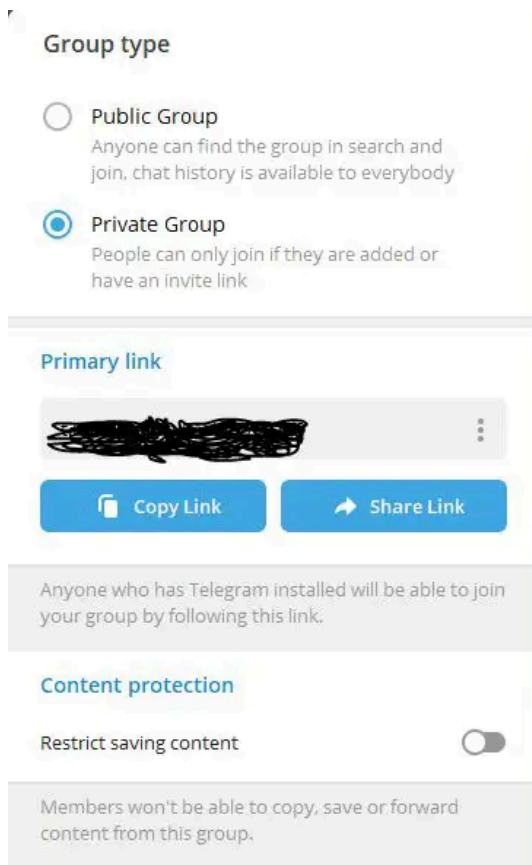 Group type
Public Group
Anyone can find the group in search and
join, chat history is available to everybody
Private Group
People can only join if they are added or
have an invite link
Primary link
Copy Link
Share Link
Anyone who has Telegram installed will be able to join
your group by following this link.
Content protection
Restrict saving content
Members won't be able to copy, save or forward
content from this group.